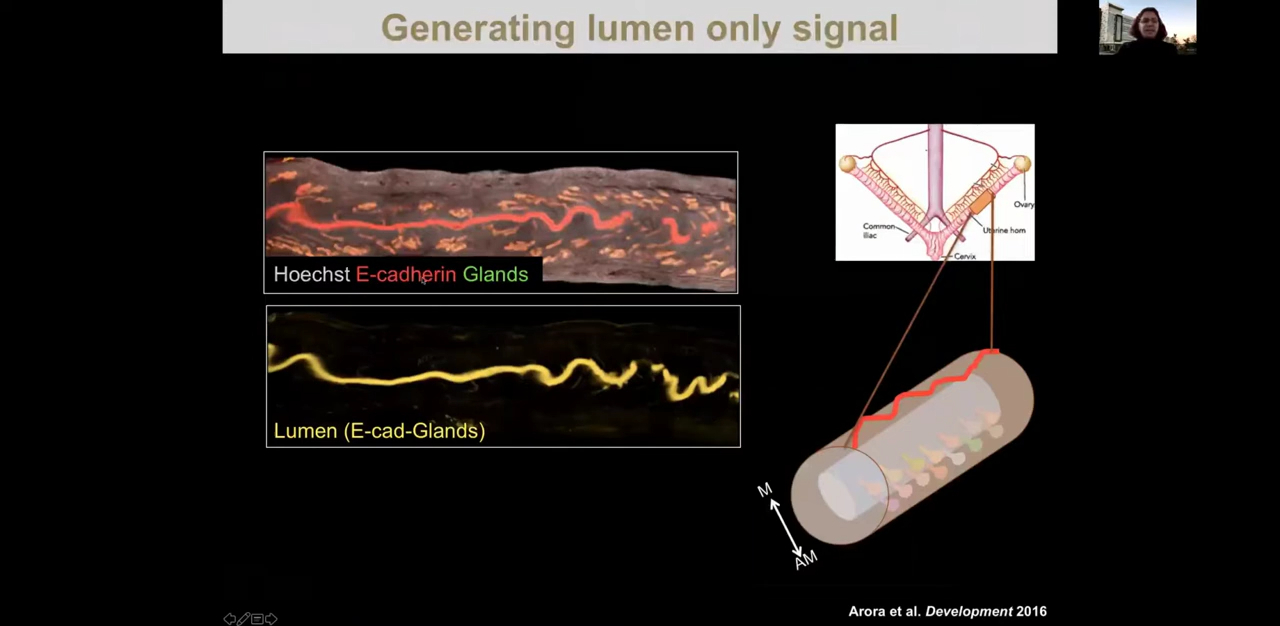 Generating lumen only signal
Hoechst E-cadherin Glands
Lumen (E-cad-Glands)
Common
iliac
Ovary
Uterine horn
Cervix
M
AM
Arora et al. Development 2016